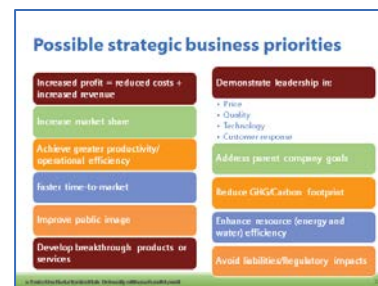 Possible strategic business priorities
Increased profit = reduced costs +
increased revenue
Increase market share
Achieve greater productivity/
operational efficiency
Faster time-to-market
Improve public image
Develop breakthrough products or
services
Demonstrate leadership in:
• Price
• Quality
• Technology
• Customer response
Address parent company goals
Reduce GHG/Carbon footprint
Enhance resource (energy and
water) efficiency
Avoid liabilities/Regulatory impacts